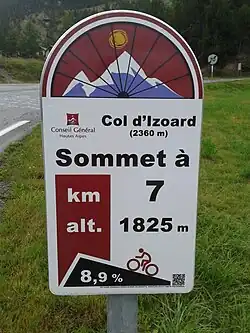 Conseil Général
Hautes Alpes
Col d'Izoard
(2360 m)
Sommet à
km 7
alt. 1825 m
8,9 %